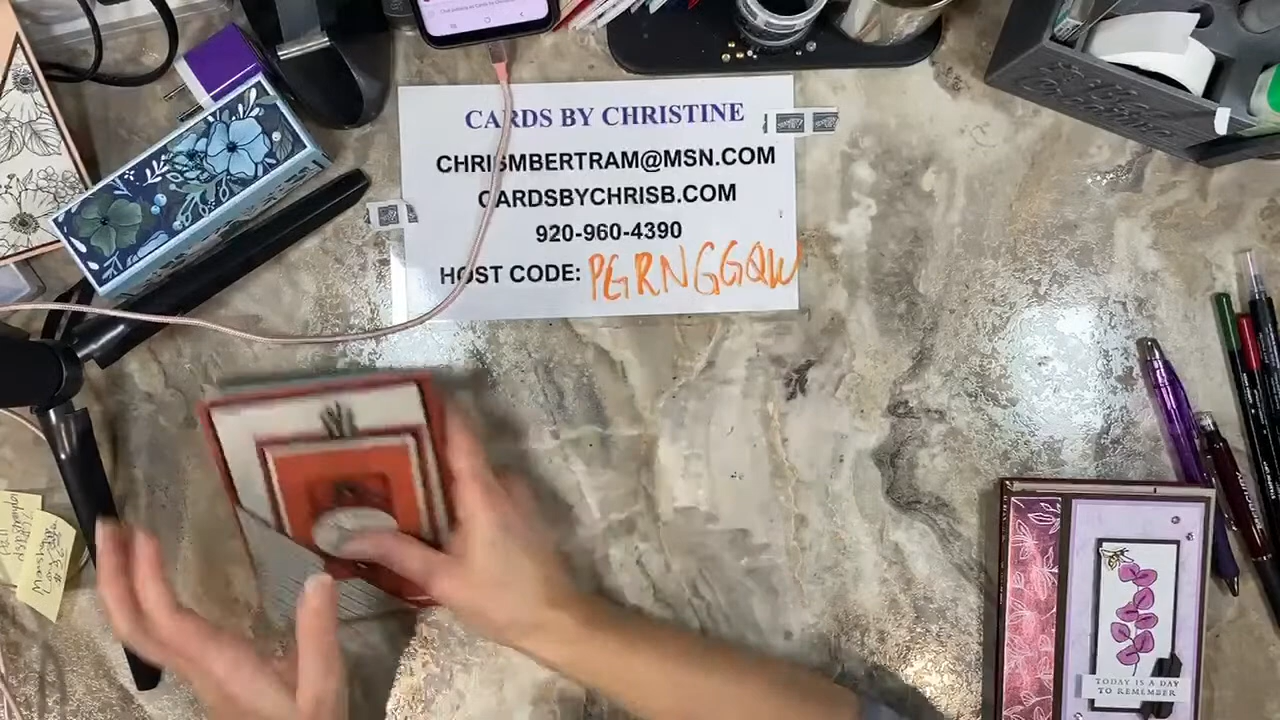 CARDS BY CHRISTINE
CHRISMBERTRAM@MSN.COM
CARDSBYCHRISB.COM
920-960-4390
HOST CODE: PGRNGGQW
TODAY IS A DAY
TO REMEMBER